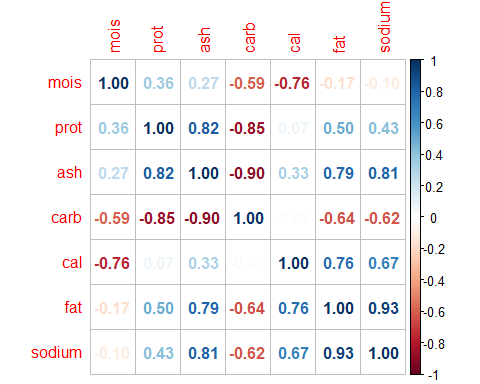 mois prot ash carb cal fat sodium
mois 1.00 0.36 0.27 -0.59 -0.76 -0.17 -0.10
prot 0.36 1.00 0.82 -0.85 0.07 0.50 0.43
ash 0.27 0.82 1.00 -0.90 0.33 0.79 0.81
carb -0.59 -0.85 -0.90 1.00 -0.02 -0.64 -0.62
cal -0.76 0.07 0.33 -0.02 1.00 0.76 0.67
fat -0.17 0.50 0.79 -0.64 0.76 1.00 0.93
sodium -0.10 0.43 0.81 -0.62 0.67 0.93 1.00
1
0.8
0.6
0.4
0.2
0
-0.2
-0.4
-0.6
-0.8
-1